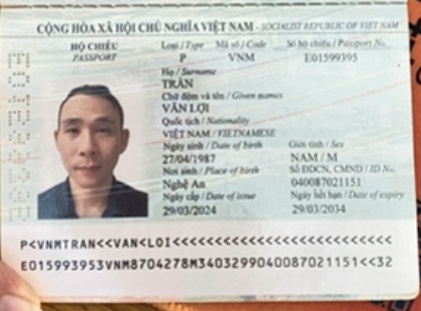 CỘNG HÒA XÃ HỘI CHỦ NGHĨA VIỆT NAM - SOCIALIST REPUBLIC OF VIET NAM
HỘ CHIẾU Loại / Type Mã số / Code Số hộ chiếu / Passport No.
PASSPORT P VNM E01599395
Họ / Surname
TRẦN
Chữ đệm và tên / Given names
VĂN LỢI
Quốc tịch / Nationality
VIỆT NAM / VIETNAMESE
Ngày sinh / Date of birth Giới tính / Sex
27/04/1987 NAM / M
Nơi sinh / Place of birth Số ĐDCN, CMND / ID No.
Nghệ An 040087021151
Ngày cấp / Date of issue Ngày hết hạn / Date of expiry
29/03/2024 29/03/2034
P<VNMTRAN<<VAN<LOI<<<<<<<<<<<<<<<<<<<<<<<<<<
E015993953VNM8704278M3403299040087021151<<32